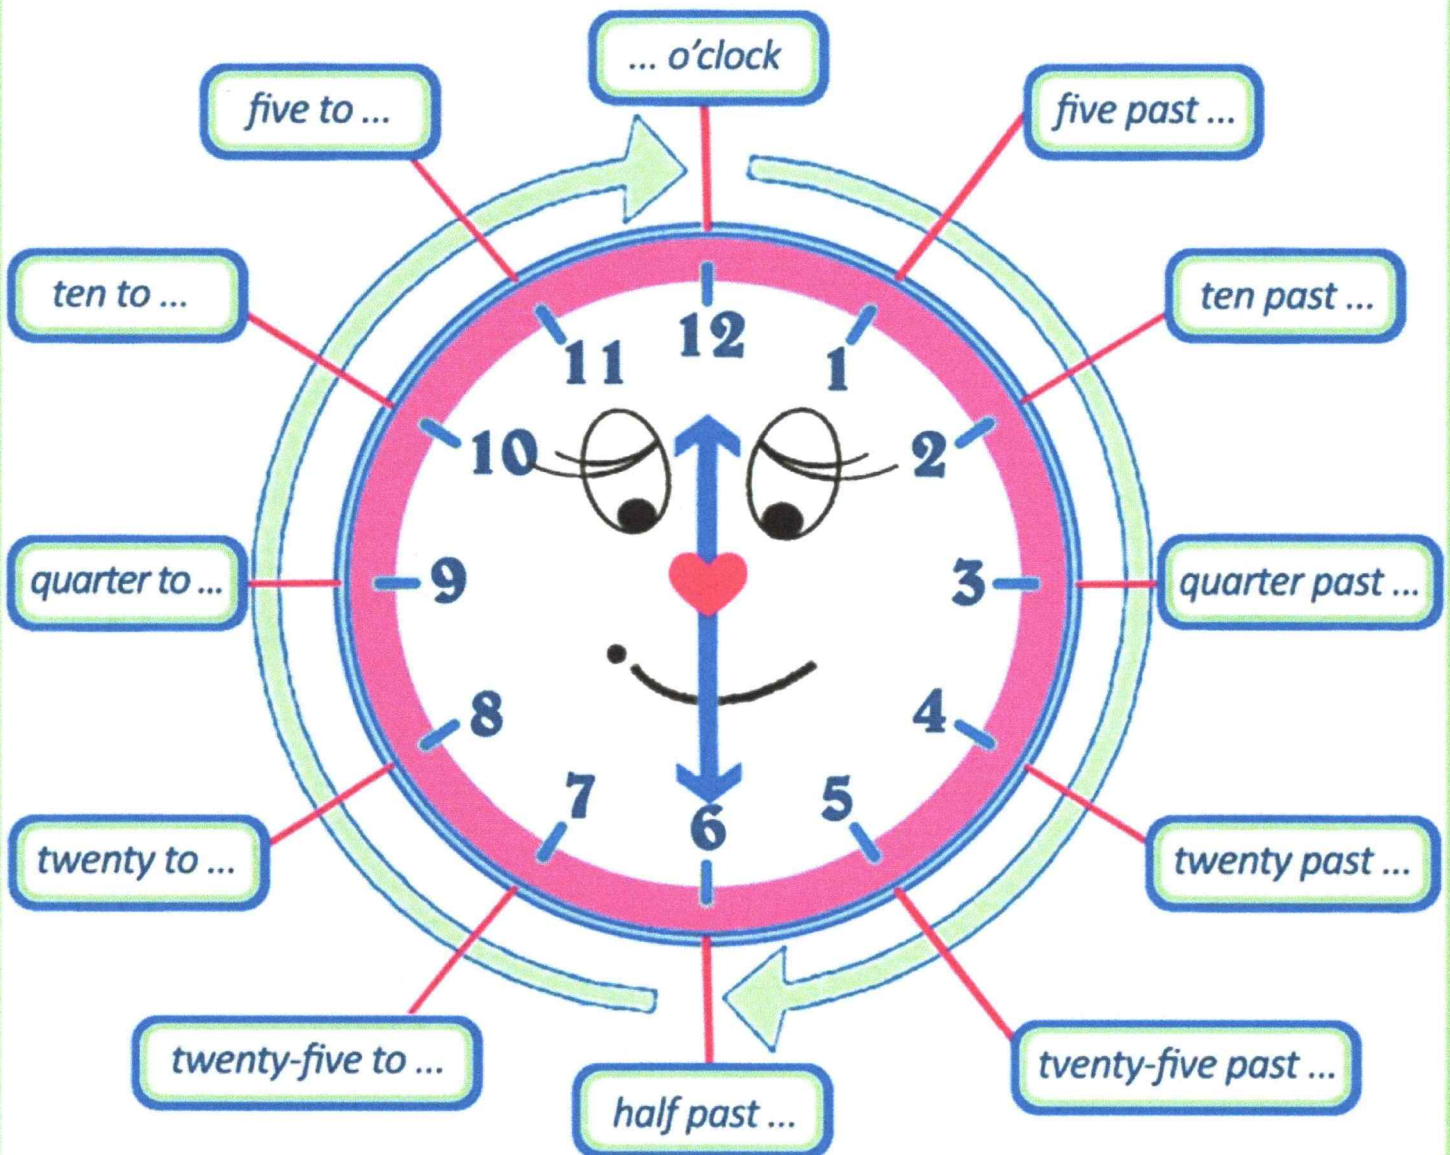 ... o'clock
five to ...
five past ...
ten to ...
ten past ...
12
11
1
10
2
quarter to ...
9
3
quarter past ...
8
4
7
5
6
twenty to ...
twenty past ...
twenty-five to ...
tventy-five past ...
half past ...